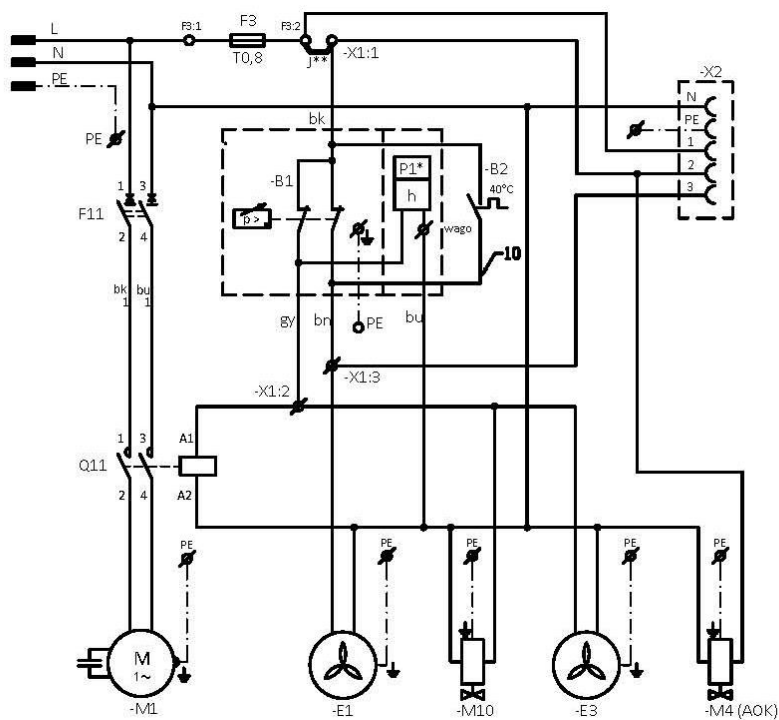 L
F3:1
F3
F3:2
N
T0,8
J**
-X1:1
-X2
PE
N
bk
PE
PE
1
P1*
-B2
2
-B1
40°C
1
3
h
3
p >
F11
wago
2
4
10
bk
bu
1
1
gy
bn
PE
bu
-X1:3
-X1:2
1
3
A1
Q11
2
4
A2
PE
PE
PE
PE
PE
M
1~
-M1
-E1
-M10
-E3
-M4 (AOK)